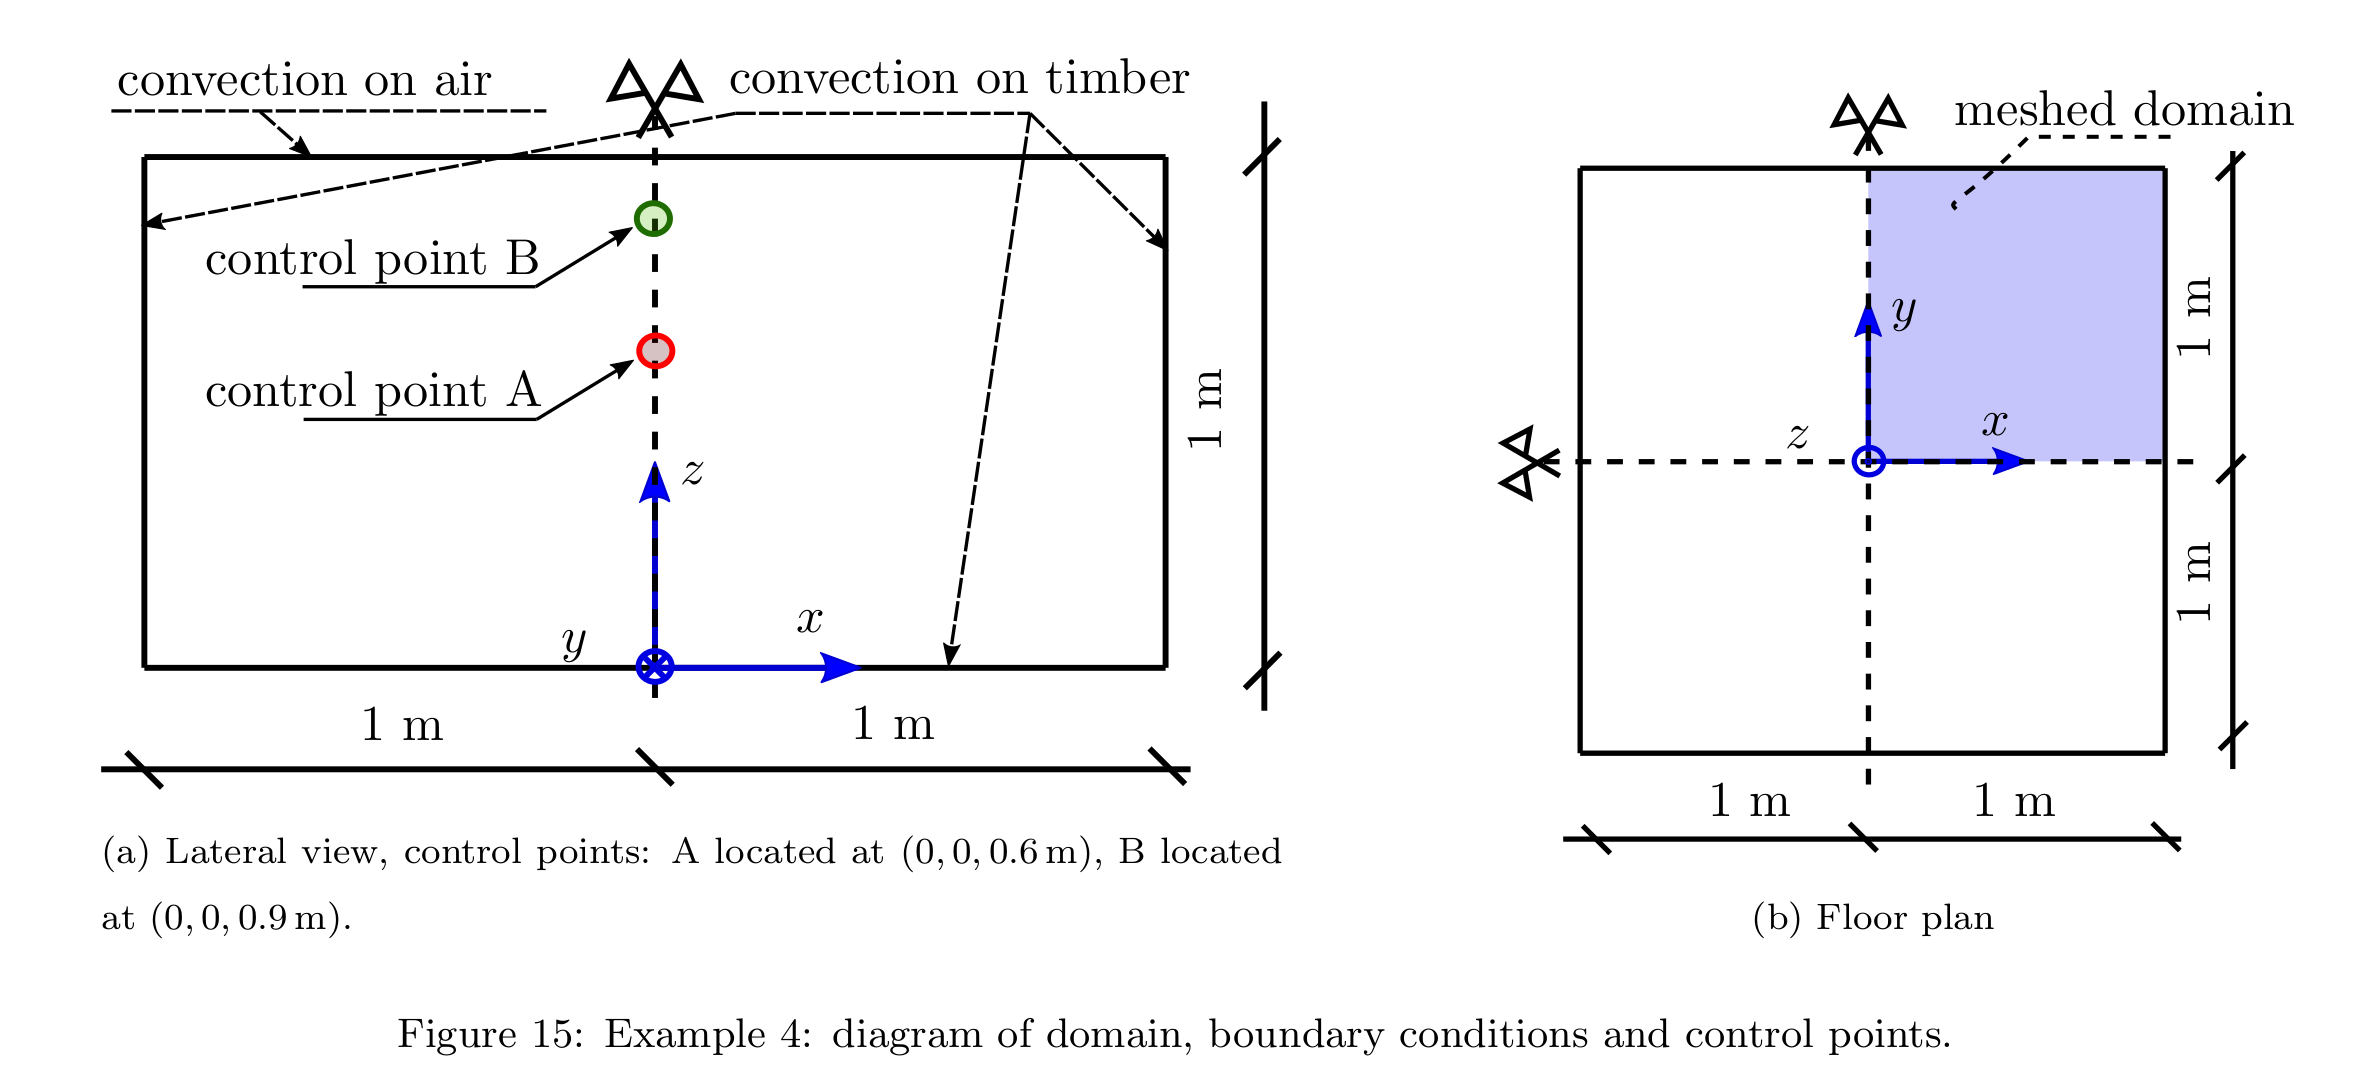 convection on air
convection on timber
control point B
control point A
z
y
x
1 m
1 m
1 m
(a) Lateral view, control points: A located at (0, 0, 0.6 m), B located
at (0, 0, 0.9 m).
meshed domain
y
z
x
1 m
1 m
1 m
1 m
(b) Floor plan
Figure 15: Example 4: diagram of domain, boundary conditions and control points.